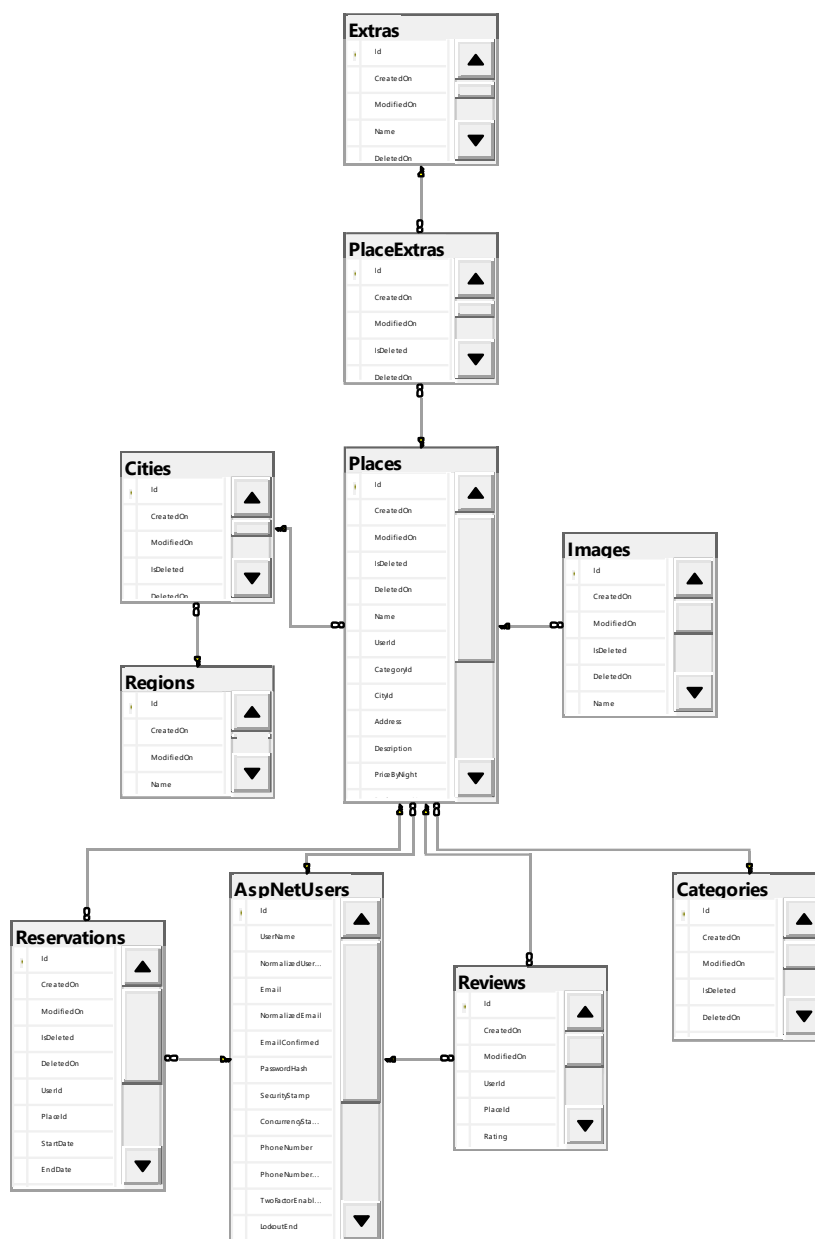 Extras
Id
CreatedOn
ModifiedOn
Name
DeletedOn
PlaceExtras
Id
CreatedOn
ModifiedOn
IsDeleted
DeletedOn
Cities
Id
CreatedOn
ModifiedOn
IsDeleted
DeletedOn
Places
Id
CreatedOn
ModifiedOn
IsDeleted
DeletedOn
Name
UserId
CategoryId
CityId
Address
Description
PriceByNight
Images
Id
CreatedOn
ModifiedOn
IsDeleted
DeletedOn
Name
Regions
Id
CreatedOn
ModifiedOn
Name
Reservations
Id
CreatedOn
ModifiedOn
IsDeleted
DeletedOn
UserId
PlaceId
StartDate
EndDate
AspNetUsers
Id
UserName
NormalizedUser...
Email
NormalizedEmail
EmailConfirmed
PasswordHash
SecurityStamp
ConcurrencySta...
PhoneNumber
PhoneNumber...
TwoFactorEnabl...
LockoutEnd
Reviews
Id
CreatedOn
ModifiedOn
UserId
PlaceId
Rating
Categories
Id
CreatedOn
ModifiedOn
IsDeleted
DeletedOn